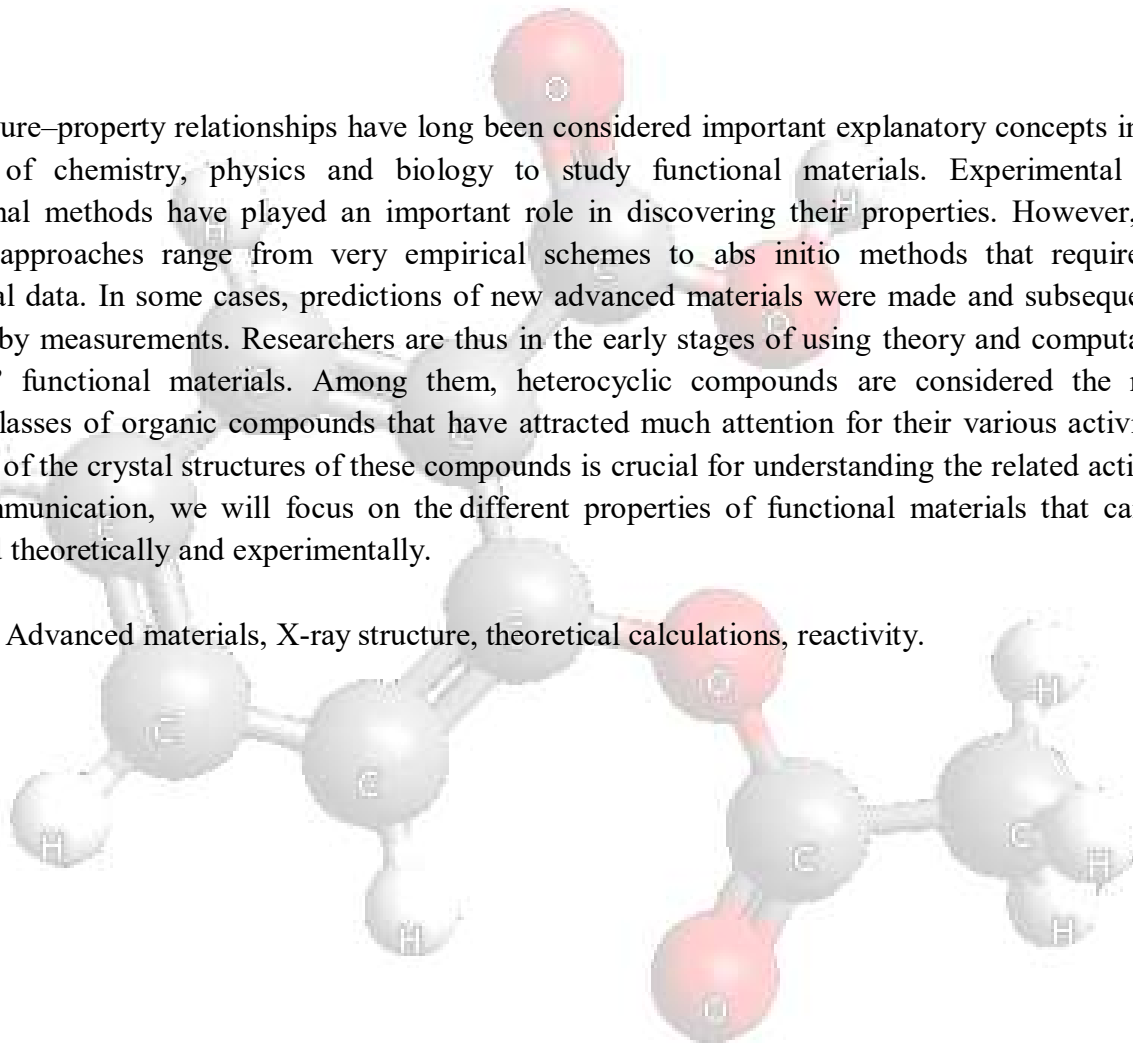 O
ure–property relationships have long been considered important explanatory concepts in
of chemistry, physics and biology to study functional materials. Experimental
H
nal methods have played an important role in discovering their properties. However,
H
approaches range from very empirical schemes to abs initio methods that require
al data. In some cases, predictions of new advanced materials were made and subseque
O
by measurements. Researchers are thus in the early stages of using theory and computa
functional materials. Among them, heterocyclic compounds are considered the
lasses of organic compounds that have attracted much attention for their various activi
of the crystal structures of these compounds is crucial for understanding the related acti
munication, we will focus on the different properties of functional materials that ca
theoretically and experimentally.
Advanced materials, X-ray structure, theoretical calculations, reactivity.
O
H
C
C
C
H
H
H
H
O